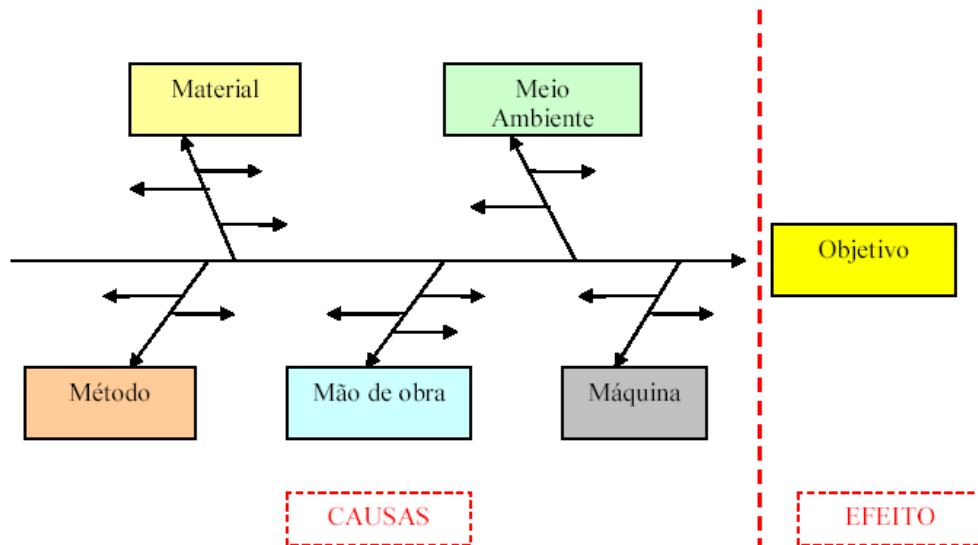 Material
Meio
Ambiente
Objetivo
Método
Mão de obra
Máquina
CAUSAS
EFEITO